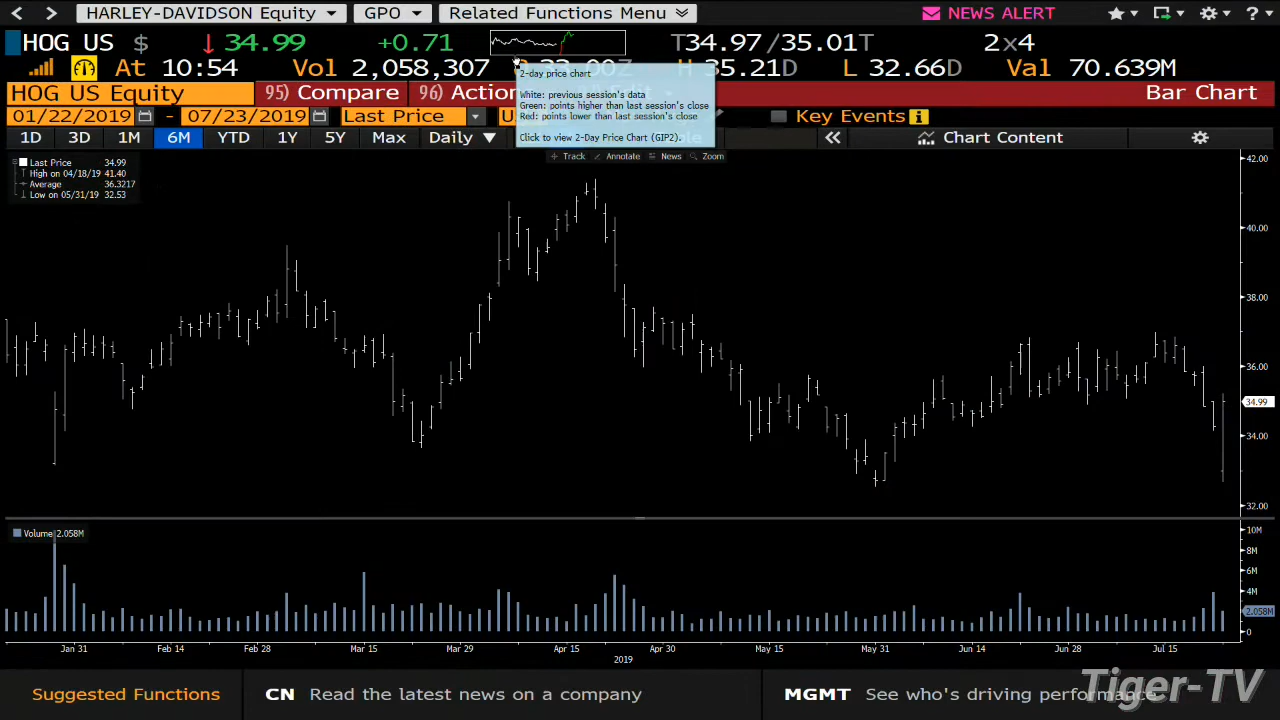 HARLEY-DAVIDSON Equity GPO Related Functions Menu NEWS ALERT ?
HOG US $ ↓ 34.99 +0.71 T34.97/35.01T 2x4
At 10:54 Vol 2,058,307 33.00Z H 35.21D L 32.66D Val 70.639M
HOG US Equity 95) Compare 96) Bar Chart
01/22/2019 - 07/23/2019 Last Price Key Events
1D 3D 1M 6M YTD 1Y 5Y Max Daily ▼ « Chart Content
2-day price chart
White: previous session's data
Green: points higher than last session's close
Red: points lower than last session's close
Click to view 2-Day Price Chart (GIP2).
Track Annotate News Zoom
Last Price 34.99
High on 04/18/19 41.40
Average 36.3217
Low on 05/31/19 32.53
42.00
40.00
38.00
36.00
34.99
34.00
32.00
Volume 2.058M
10M
8M
6M
4M
2.058M
0
Jan 31 Feb 14 Feb 28 Mar 15 Mar 29 Apr 15 Apr 30 May 15 May 31 Jun 14 Jun 28 Jul 15
2019
Suggested Functions CN Read the latest news on a company MGMT See who's driving performance
Tiger-TV